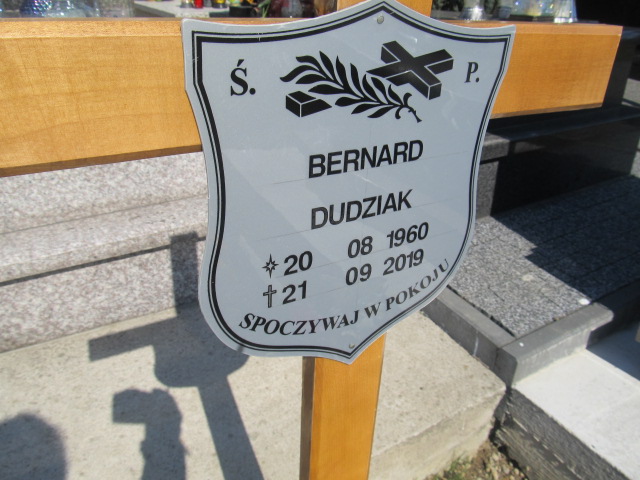 Ś. P.
BERNARD
DUDZIAK
20 08 1960
21 09 2019
SPOCZYWAJ W POKOJU